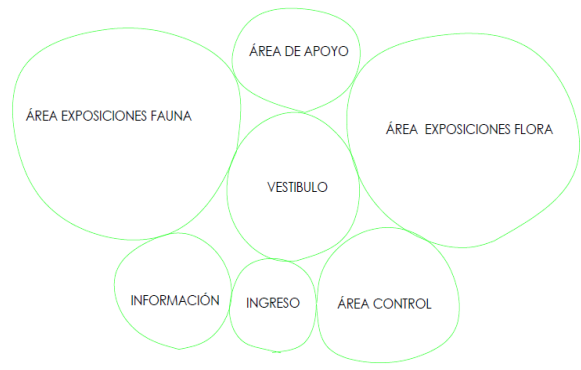 ÁREA DE APOYO
ÁREA EXPOSICIONES FAUNA
ÁREA EXPOSICIONES FLORA
VESTIBULO
INFORMACIÓN
INGRESO
ÁREA CONTROL